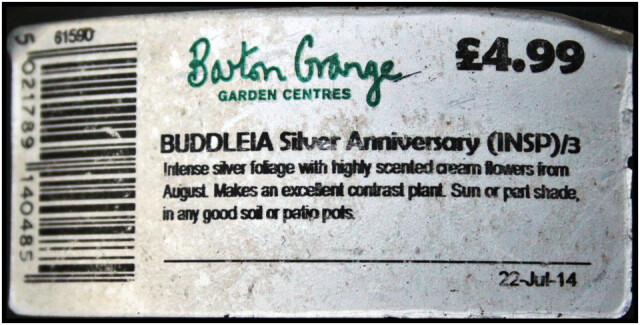 61590
5 021789 140485
Barton Grange
GARDEN CENTRES
£4.99
BUDDLEIA Silver Anniversary (INSP)/3
Intense silver foliage with highly scented cream flowers from
August. Makes an excellent contrast plant. Sun or part shade,
in any good soil or patio pots.
22-Jul-14